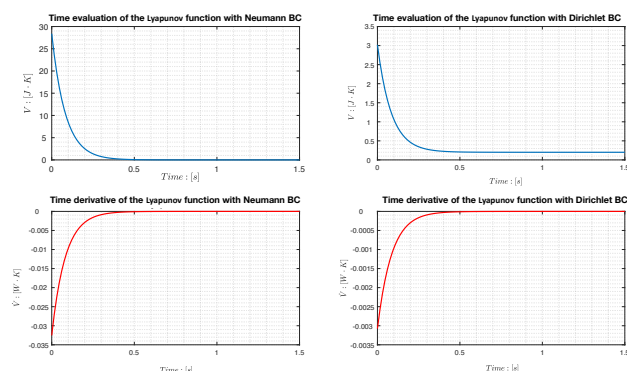 Time evaluation of the Lyapunov function with Neumann BC
30
25
20
15
10
5
0
V : [J · K]
0 0.5 1 1.5
Time : [s]
Time evaluation of the Lyapunov function with Dirichlet BC
3.5
3
2.5
2
1.5
1
0.5
0
V : [J · K]
0 0.5 1 1.5
Time : [s]
Time derivative of the Lyapunov function with Neumann BC
0
-0.005
-0.01
-0.015
-0.02
-0.025
-0.03
-0.035
V̇ : [W · K]
0 0.5 1 1.5
Time : [s]
Time derivative of the Lyapunov function with Dirichlet BC
0
-0.0005
-0.001
-0.0015
-0.002
-0.0025
-0.003
-0.0035
V̇ : [W · K]
0 0.5 1 1.5
Time : [s]